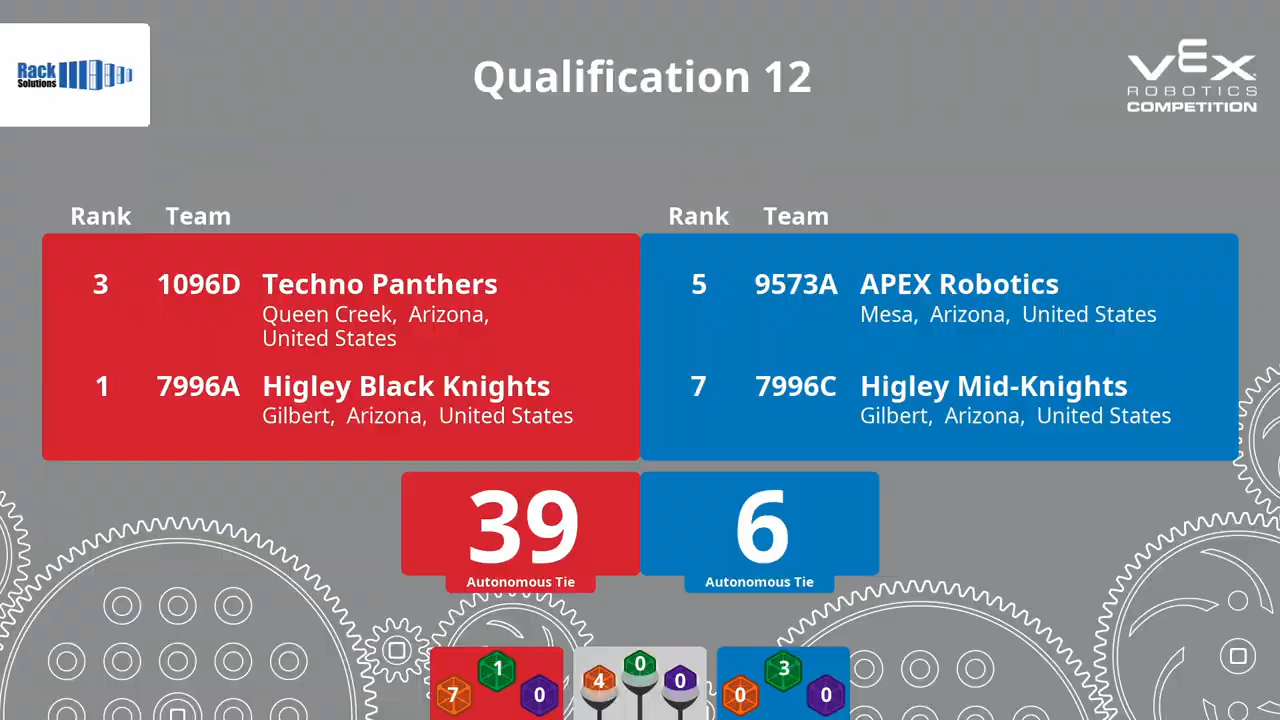 Rack
Solutions
Qualification 12
VEX
ROBOTICS
COMPETITION
Rank Team
Rank Team
3 1096D Techno Panthers
Queen Creek, Arizona,
United States
1 7996A Higley Black Knights
Gilbert, Arizona, United States
5 9573A APEX Robotics
Mesa, Arizona, United States
7 7996C Higley Mid-Knights
Gilbert, Arizona, United States
39
Autonomous Tie
6
Autonomous Tie
1
7 0
0
4 0
3
0 0